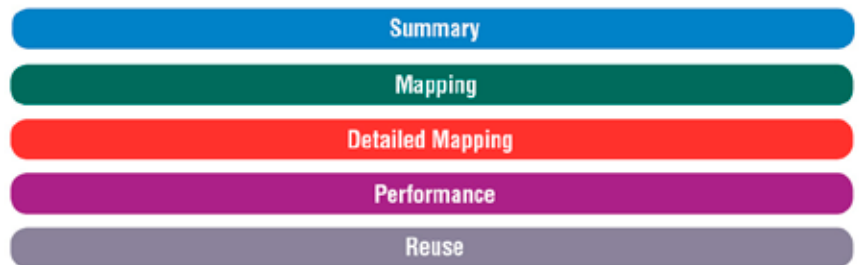 Summary
Mapping
Detailed Mapping
Performance
Reuse